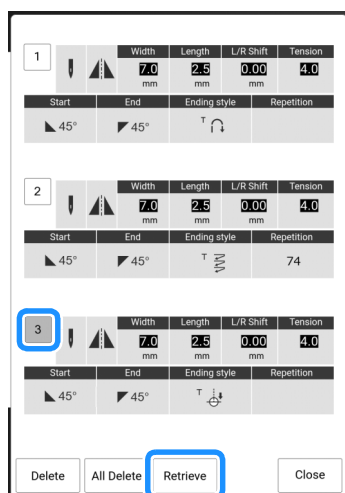 1
Width Length L/R Shift Tension
7.0 2.5 0.00 4.0
mm mm mm
Start End Ending style Repetition
45° 45° T
2
Width Length L/R Shift Tension
7.0 2.5 0.00 4.0
mm mm mm
Start End Ending style Repetition
45° 45° T 74
3
Width Length L/R Shift Tension
7.0 2.5 0.00 4.0
mm mm mm
Start End Ending style Repetition
45° 45° T
Delete All Delete Retrieve Close